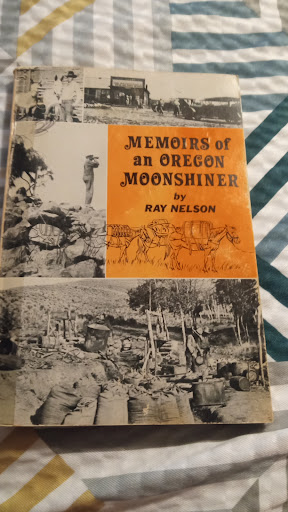 MEMOIRS of
an OREGON
MOONSHINER
by
RAY NELSON